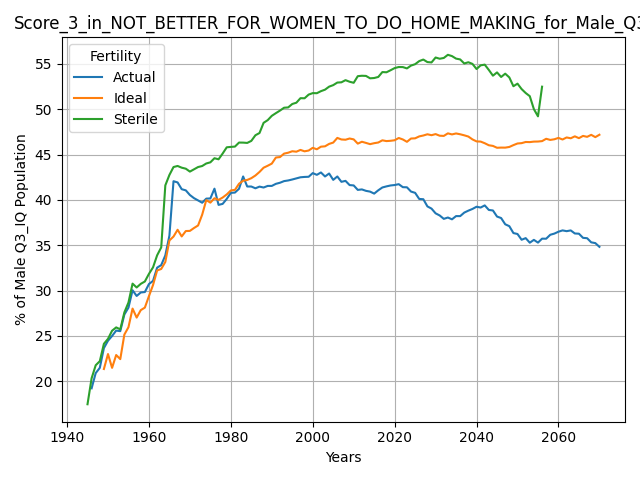 Score_3_in_NOT_BETTER_FOR_WOMEN_TO_DO_HOME_MAKING_for_Male_Q3
Fertility
Actual
Ideal
Sterile
% of Male Q3_IQ Population
55
50
45
40
35
30
25
20
1940 1960 1980 2000 2020 2040 2060
Years